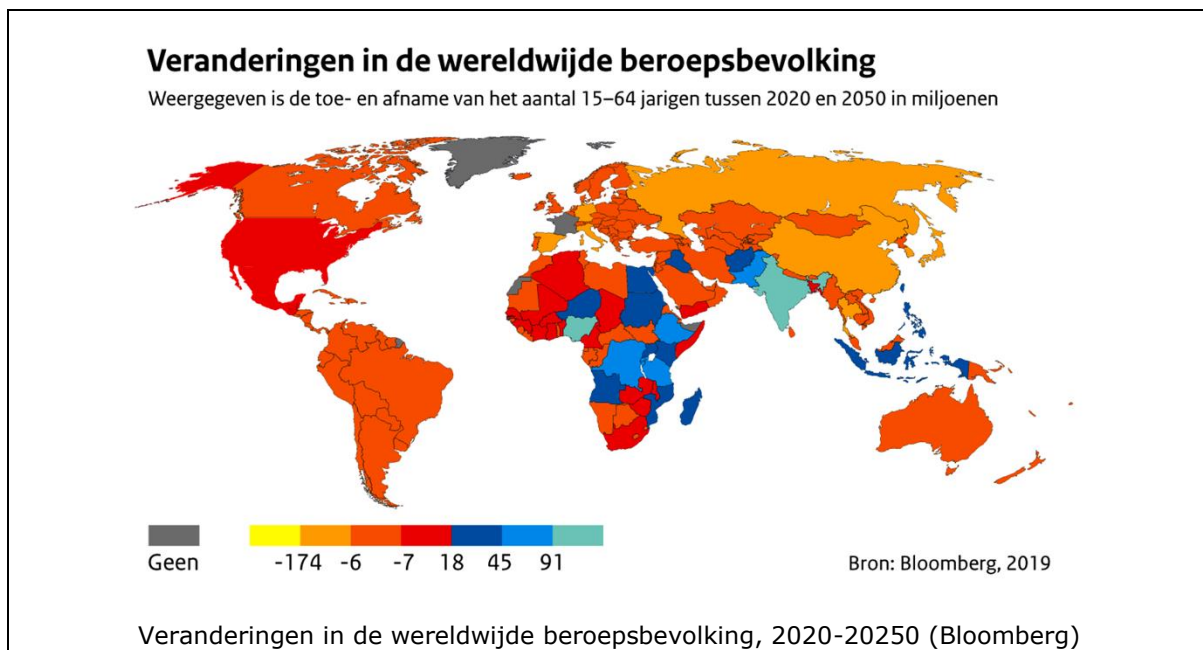 Veranderingen in de wereldwijde beroepsbevolking
Weergegeven is de toe- en afname van het aantal 15–64 jarigen tussen 2020 en 2050 in miljoenen
Geen -174 -6 -7 18 45 91
Bron: Bloomberg, 2019
Veranderingen in de wereldwijde beroepsbevolking, 2020-20250 (Bloomberg)